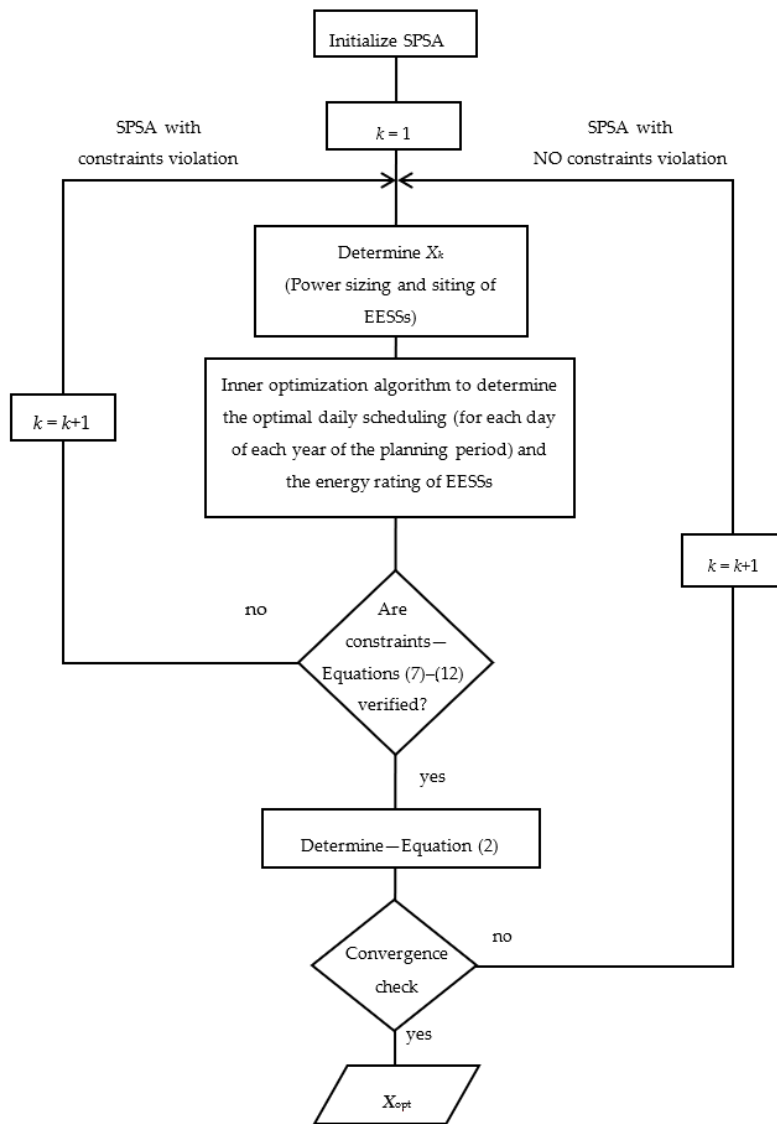 Initialize SPSA
k = 1
SPSA with
constraints violation
SPSA with
NO constraints violation
Determine Xk
(Power sizing and siting of
EESSs)
Inner optimization algorithm to determine
the optimal daily scheduling (for each day
of each year of the planning period) and
the energy rating of EESSs
k = k+1
k = k+1
no
Are
constraints—
Equations (7)–(12)
verified?
yes
Determine—Equation (2)
Convergence
check
no
yes
Xopt